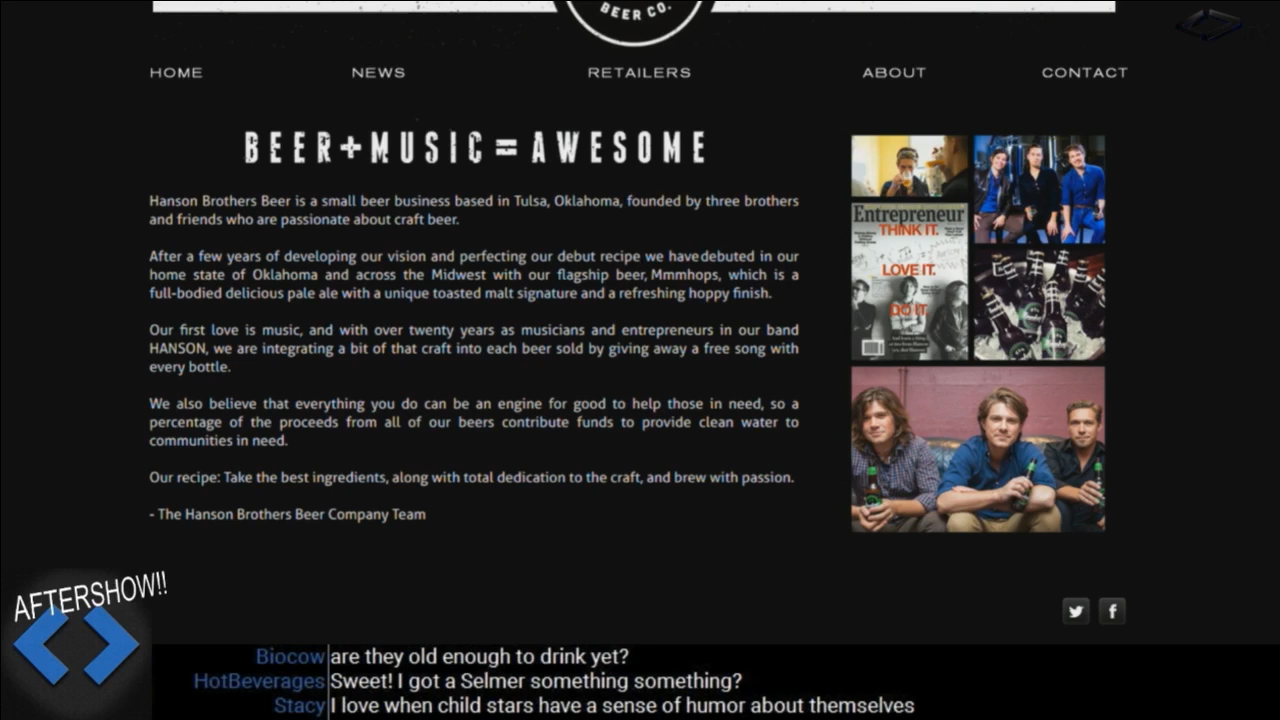 BEER CO.
HOME NEWS RETAILERS ABOUT CONTACT
BEER+MUSIC=AWESOME
Hanson Brothers Beer is a small beer business based in Tulsa, Oklahoma, founded by three brothers
and friends who are passionate about craft beer.
After a few years of developing our vision and perfecting our debut recipe we have debuted in our
home state of Oklahoma and across the Midwest with our flagship beer, Mmmhops, which is a
full-bodied delicious pale ale with a unique toasted malt signature and a refreshing hoppy finish.
Our first love is music, and with over twenty years as musicians and entrepreneurs in our band
HANSON, we are integrating a bit of that craft into each beer sold by giving away a free song with
every bottle.
We also believe that everything you do can be an engine for good to help those in need, so a
percentage of the proceeds from all of our beers contribute funds to provide clean water to
communities in need.
Our recipe: Take the best ingredients, along with total dedication to the craft, and brew with passion.
- The Hanson Brothers Beer Company Team
Entrepreneur
THINK IT.
LOVE IT.
DO IT
AFTERSHOW!!
Biocow are they old enough to drink yet?
HotBeverages Sweet! I got a Selmer something something?
Stacy I love when child stars have a sense of humor about themselves